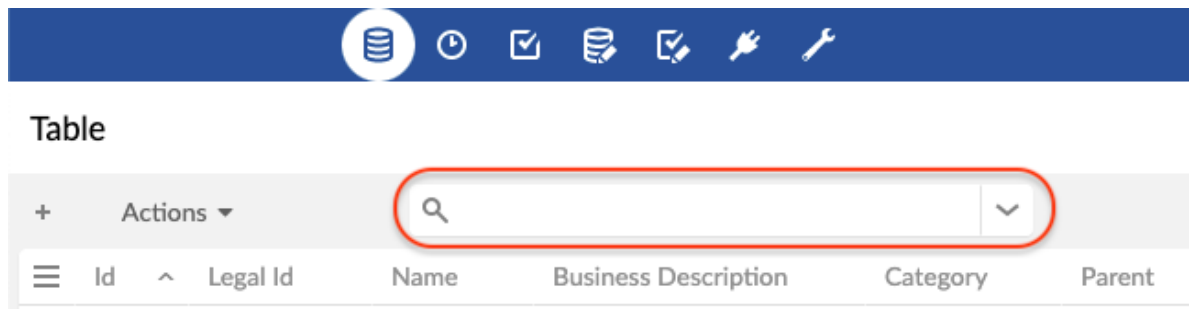 Table
Actions
Id Legal Id Name Business Description Category Parent